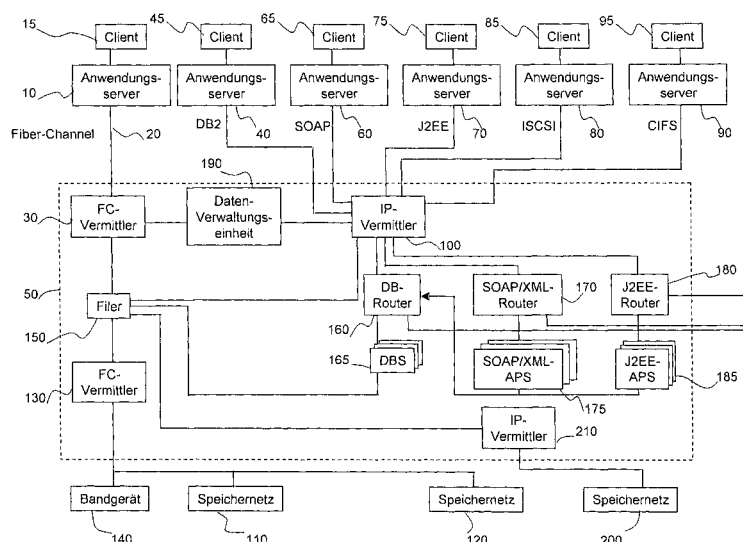 15 Client 45 Client 65 Client 75 Client 85 Client 95 Client
10 Anwendungs-server Anwendungs-server Anwendungs-server Anwendungs-server Anwendungs-server Anwendungs-server
Fiber-Channel 20 DB2 40 SOAP 60 J2EE 70 ISCSI 80 CIFS 90
190
30 FC-Vermittler Daten-Verwaltungs-einheit IP-Vermittler
100
50 Filer DB-Router SOAP/XML-Router 170 J2EE-Router 180
150 160
165 DBS SOAP/XML-APS J2EE-APS 185
FC-Vermittler 175
130 IP-Vermittler 210
Bandgerät Speichernetz Speichernetz Speichernetz
140 110 120 200